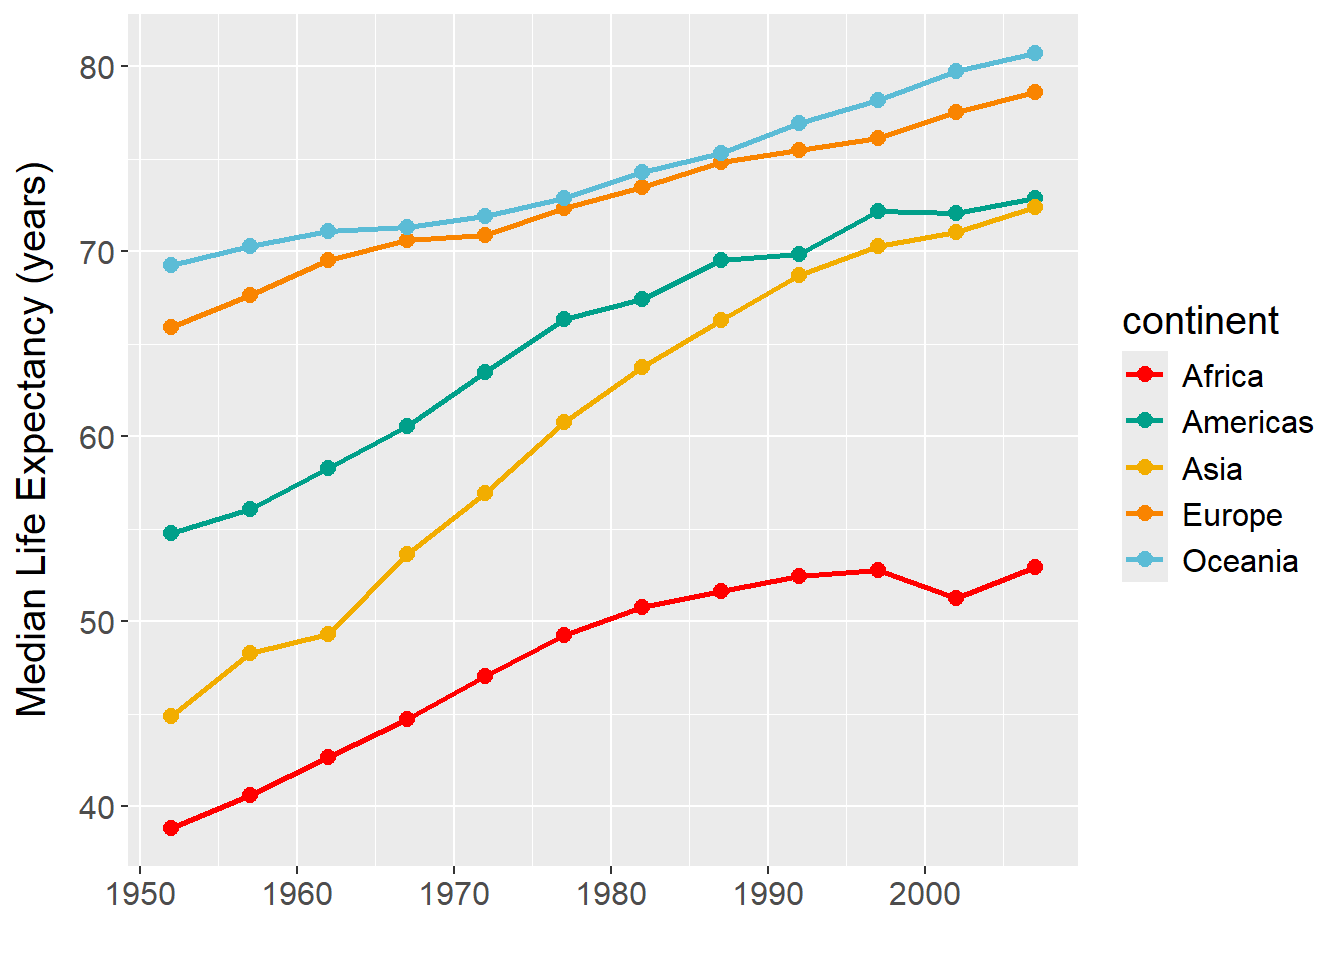 Median Life Expectancy (years)
80
70
60
50
40
1950 1960 1970 1980 1990 2000
continent
Africa
Americas
Asia
Europe
Oceania